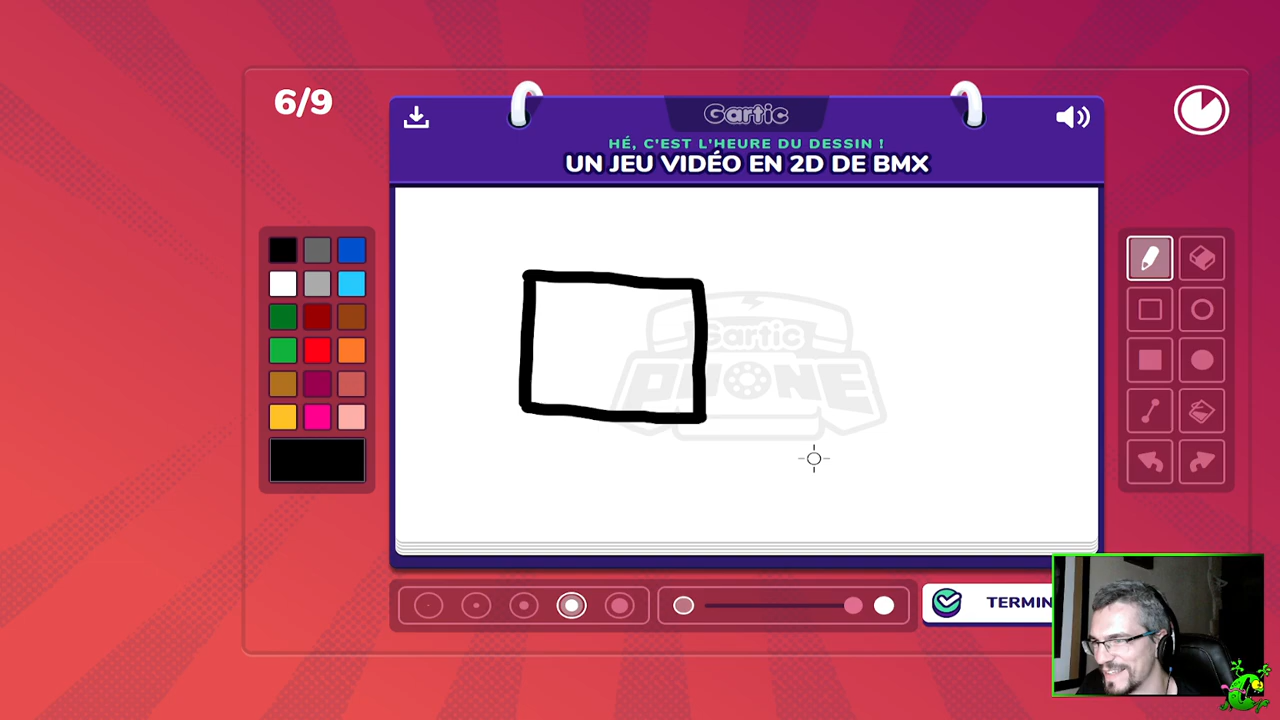 6/9
Gartic
HÉ, C'EST L'HEURE DU DESSIN !
UN JEU VIDÉO EN 2D DE BMX
Gartic
PHONE
TERMIN